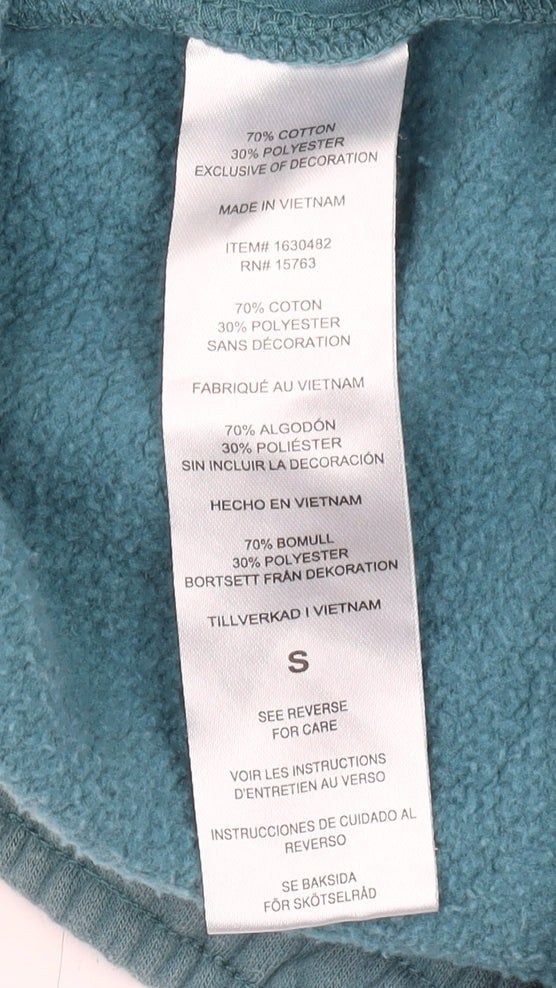 70% COTTON
30% POLYESTER
EXCLUSIVE OF DECORATION
MADE IN VIETNAM
ITEM# 1630482
RN# 15763
70% COTON
30% POLYESTER
SANS DÉCORATION
FABRIQUÉ AU VIETNAM
70% ALGODÓN
30% POLIÉSTER
SIN INCLUIR LA DECORACIÓN
HECHO EN VIETNAM
70% BOMULL
30% POLYESTER
BORTSETT FRÅN DEKORATION
TILLVERKAD I VIETNAM
S
SEE REVERSE
FOR CARE
VOIR LES INSTRUCTIONS
D'ENTRETIEN AU VERSO
INSTRUCCIONES DE CUIDADO AL
REVERSO
SE BAKSIDA
FÖR SKÖTSELRÅD